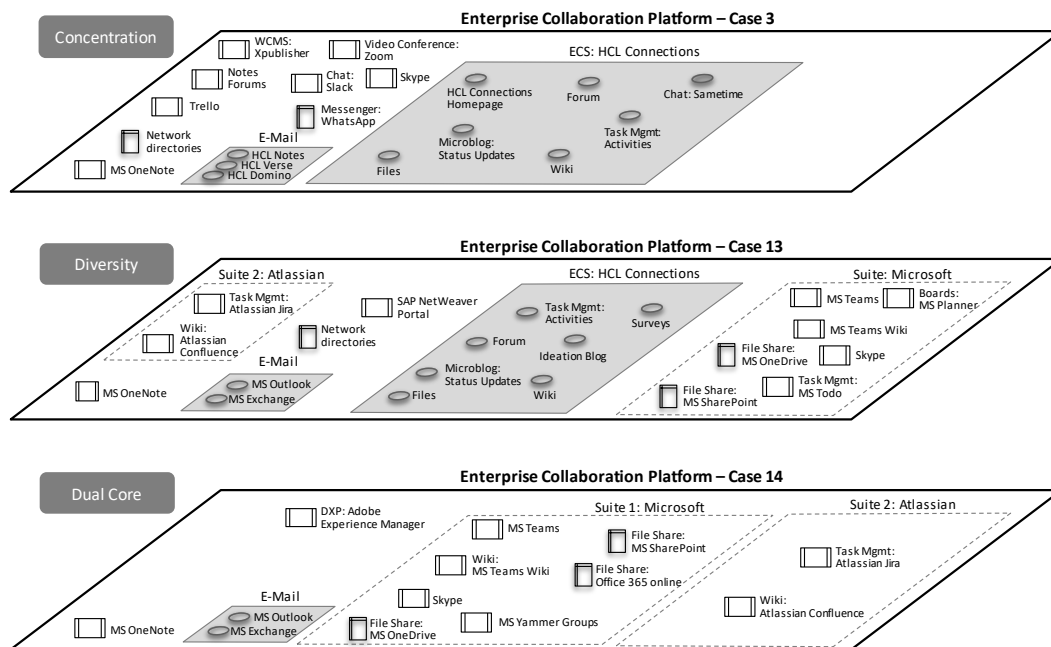 Enterprise Collaboration Platform – Case 3
Concentration
WCMS:
Xpublisher
Video Conference:
Zoom
ECS: HCL Connections
Notes
Forums
Chat:
Slack
Skype
HCL Connections
Homepage
Forum
Chat: Sametime
Trello
Messenger:
WhatsApp
Network
directories
E-Mail
Microblog:
Status Updates
Task Mgmt:
Activities
MS OneNote
HCL Notes
HCL Verse
HCL Domino
Files
Wiki
Enterprise Collaboration Platform – Case 13
Diversity
Suite 2: Atlassian
ECS: HCL Connections
Suite: Microsoft
Task Mgmt:
Atlassian Jira
SAP NetWeaver
Portal
Task Mgmt:
Activities
Surveys
MS Teams
Boards:
MS Planner
Wiki:
Atlassian
Confluence
Network
directories
Forum
Ideation Blog
MS Teams Wiki
File Share:
MS OneDrive
Skype
E-Mail
MS OneNote
MS Outlook
MS Exchange
Microblog:
Status Updates
Files
Wiki
File Share:
MS SharePoint
Task Mgmt:
MS Todo
Enterprise Collaboration Platform – Case 14
Dual Core
DXP: Adobe
Experience Manager
Suite 1: Microsoft
Suite 2: Atlassian
MS Teams
File Share:
MS SharePoint
Wiki:
MS Teams Wiki
File Share:
Office 365 online
Task Mgmt:
Atlassian Jira
E-Mail
Skype
MS OneNote
MS Outlook
MS Exchange
File Share:
MS OneDrive
MS Yammer Groups
Wiki:
Atlassian Confluence